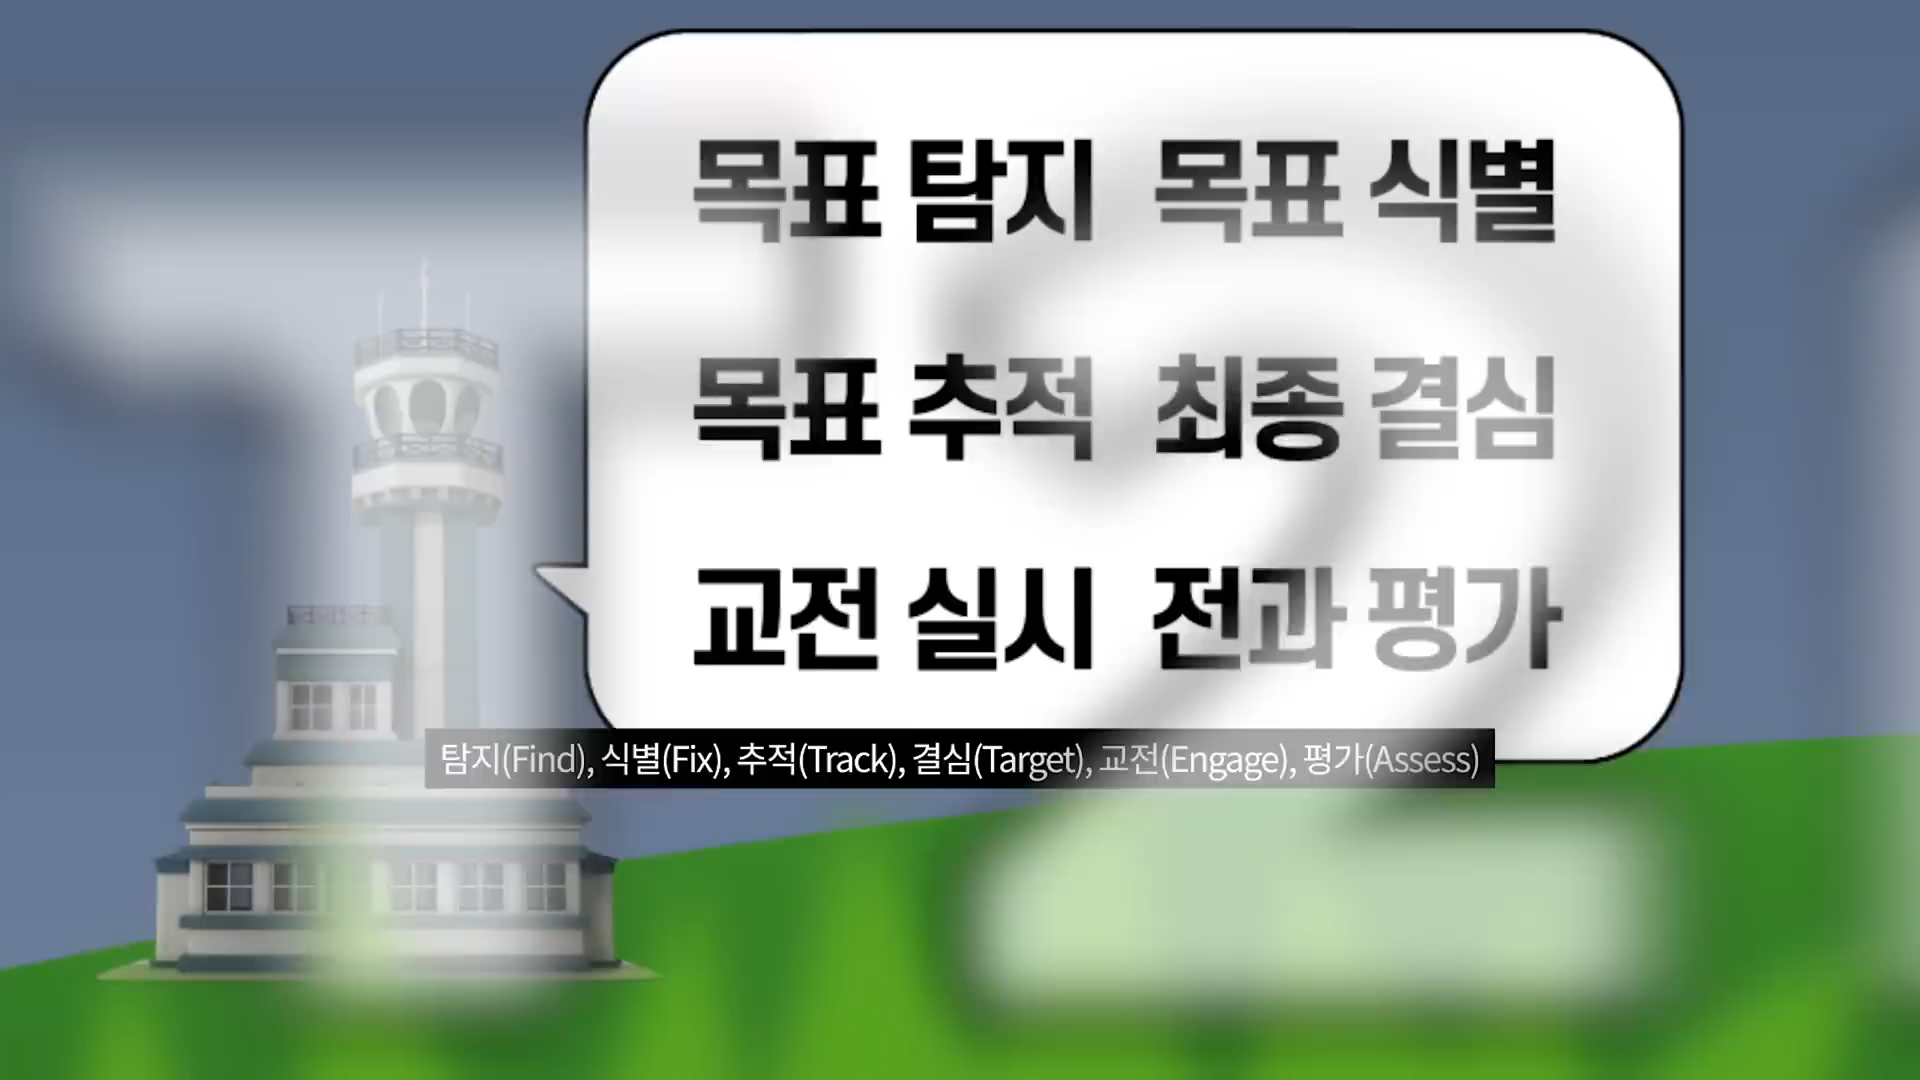 목표 탐지 목표 식별
목표 추적 최종 결심
교전 실시 전과 평가
탐지(Find), 식별(Fix), 추적(Track), 결심(Target), 교전(Engage), 평가(Assess)